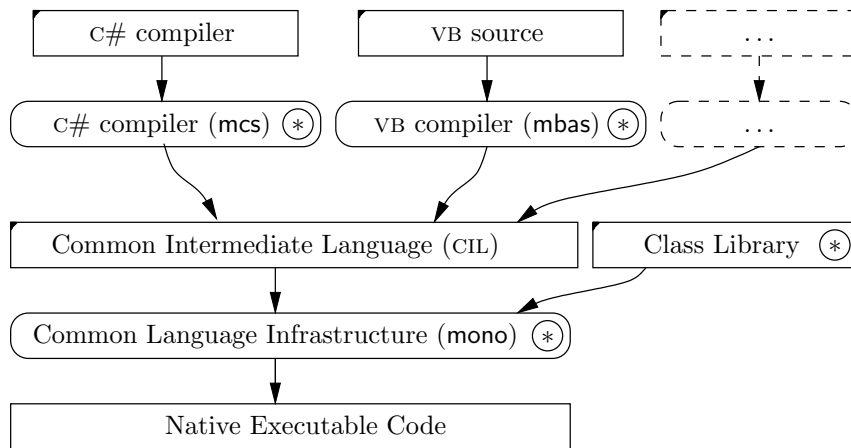 C# compiler
VB source
...
C# compiler (mcs) *
VB compiler (mbas) *
...
Common Intermediate Language (CIL)
Class Library *
Common Language Infrastructure (mono) *
Native Executable Code